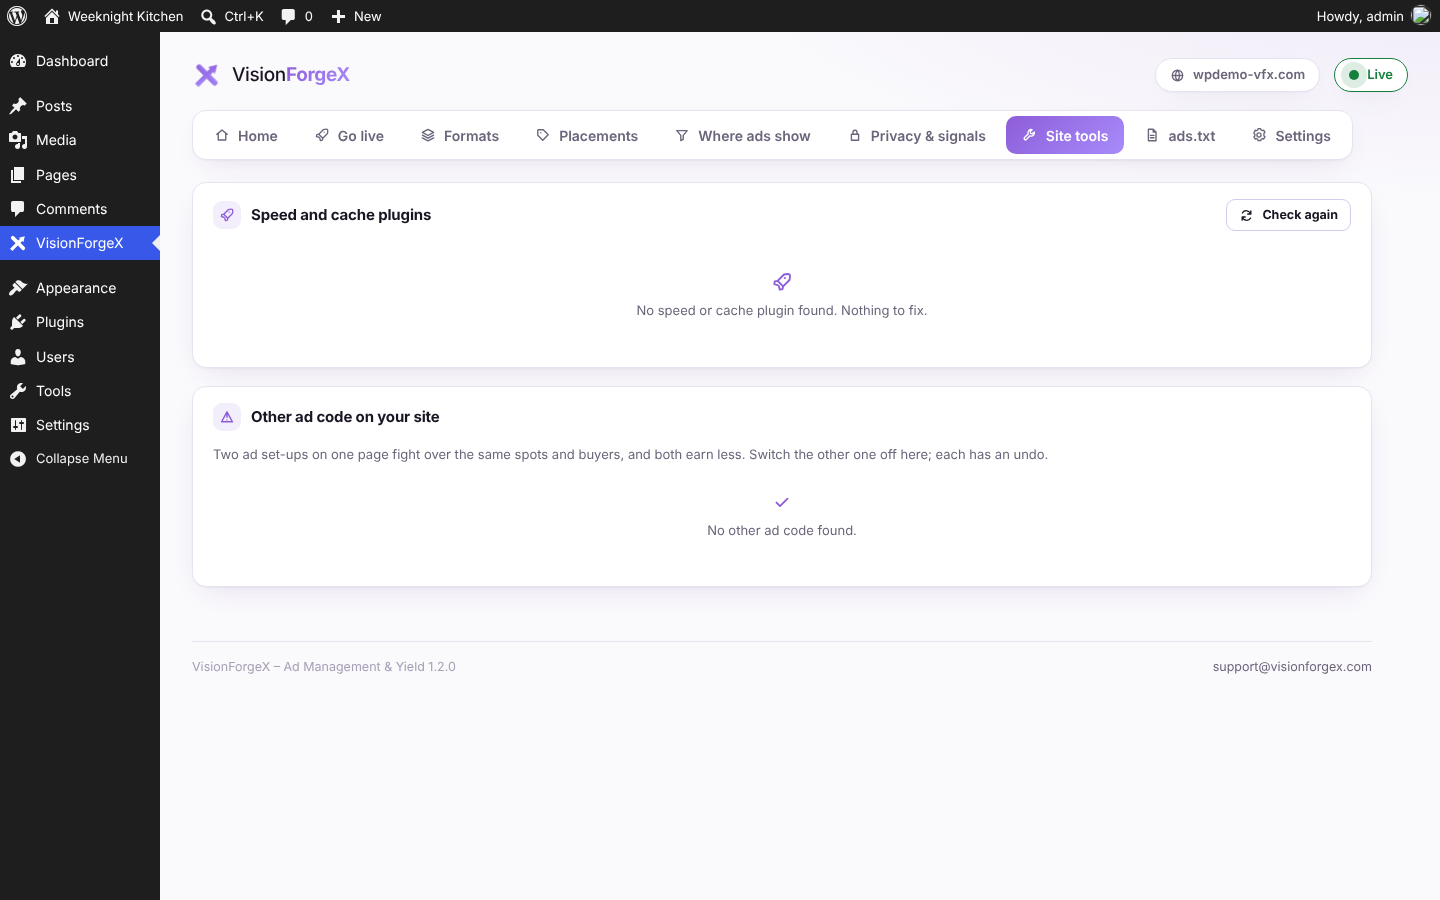 Weeknight Kitchen
Ctrl+K
0
New
Howdy, admin
Dashboard
Posts
Media
Pages
Comments
VisionForgeX
Appearance
Plugins
Users
Tools
Settings
Collapse Menu
VisionForgeX
wpdemo-vfx.com
Live
Home
Go live
Formats
Placements
Where ads show
Privacy & signals
Site tools
ads.txt
Settings
Speed and cache plugins
Check again
No speed or cache plugin found. Nothing to fix.
Other ad code on your site
Two ad set-ups on one page fight over the same spots and buyers, and both earn less. Switch the other one off here; each has an undo.
No other ad code found.
VisionForgeX – Ad Management & Yield 1.2.0
support@visionforgex.com